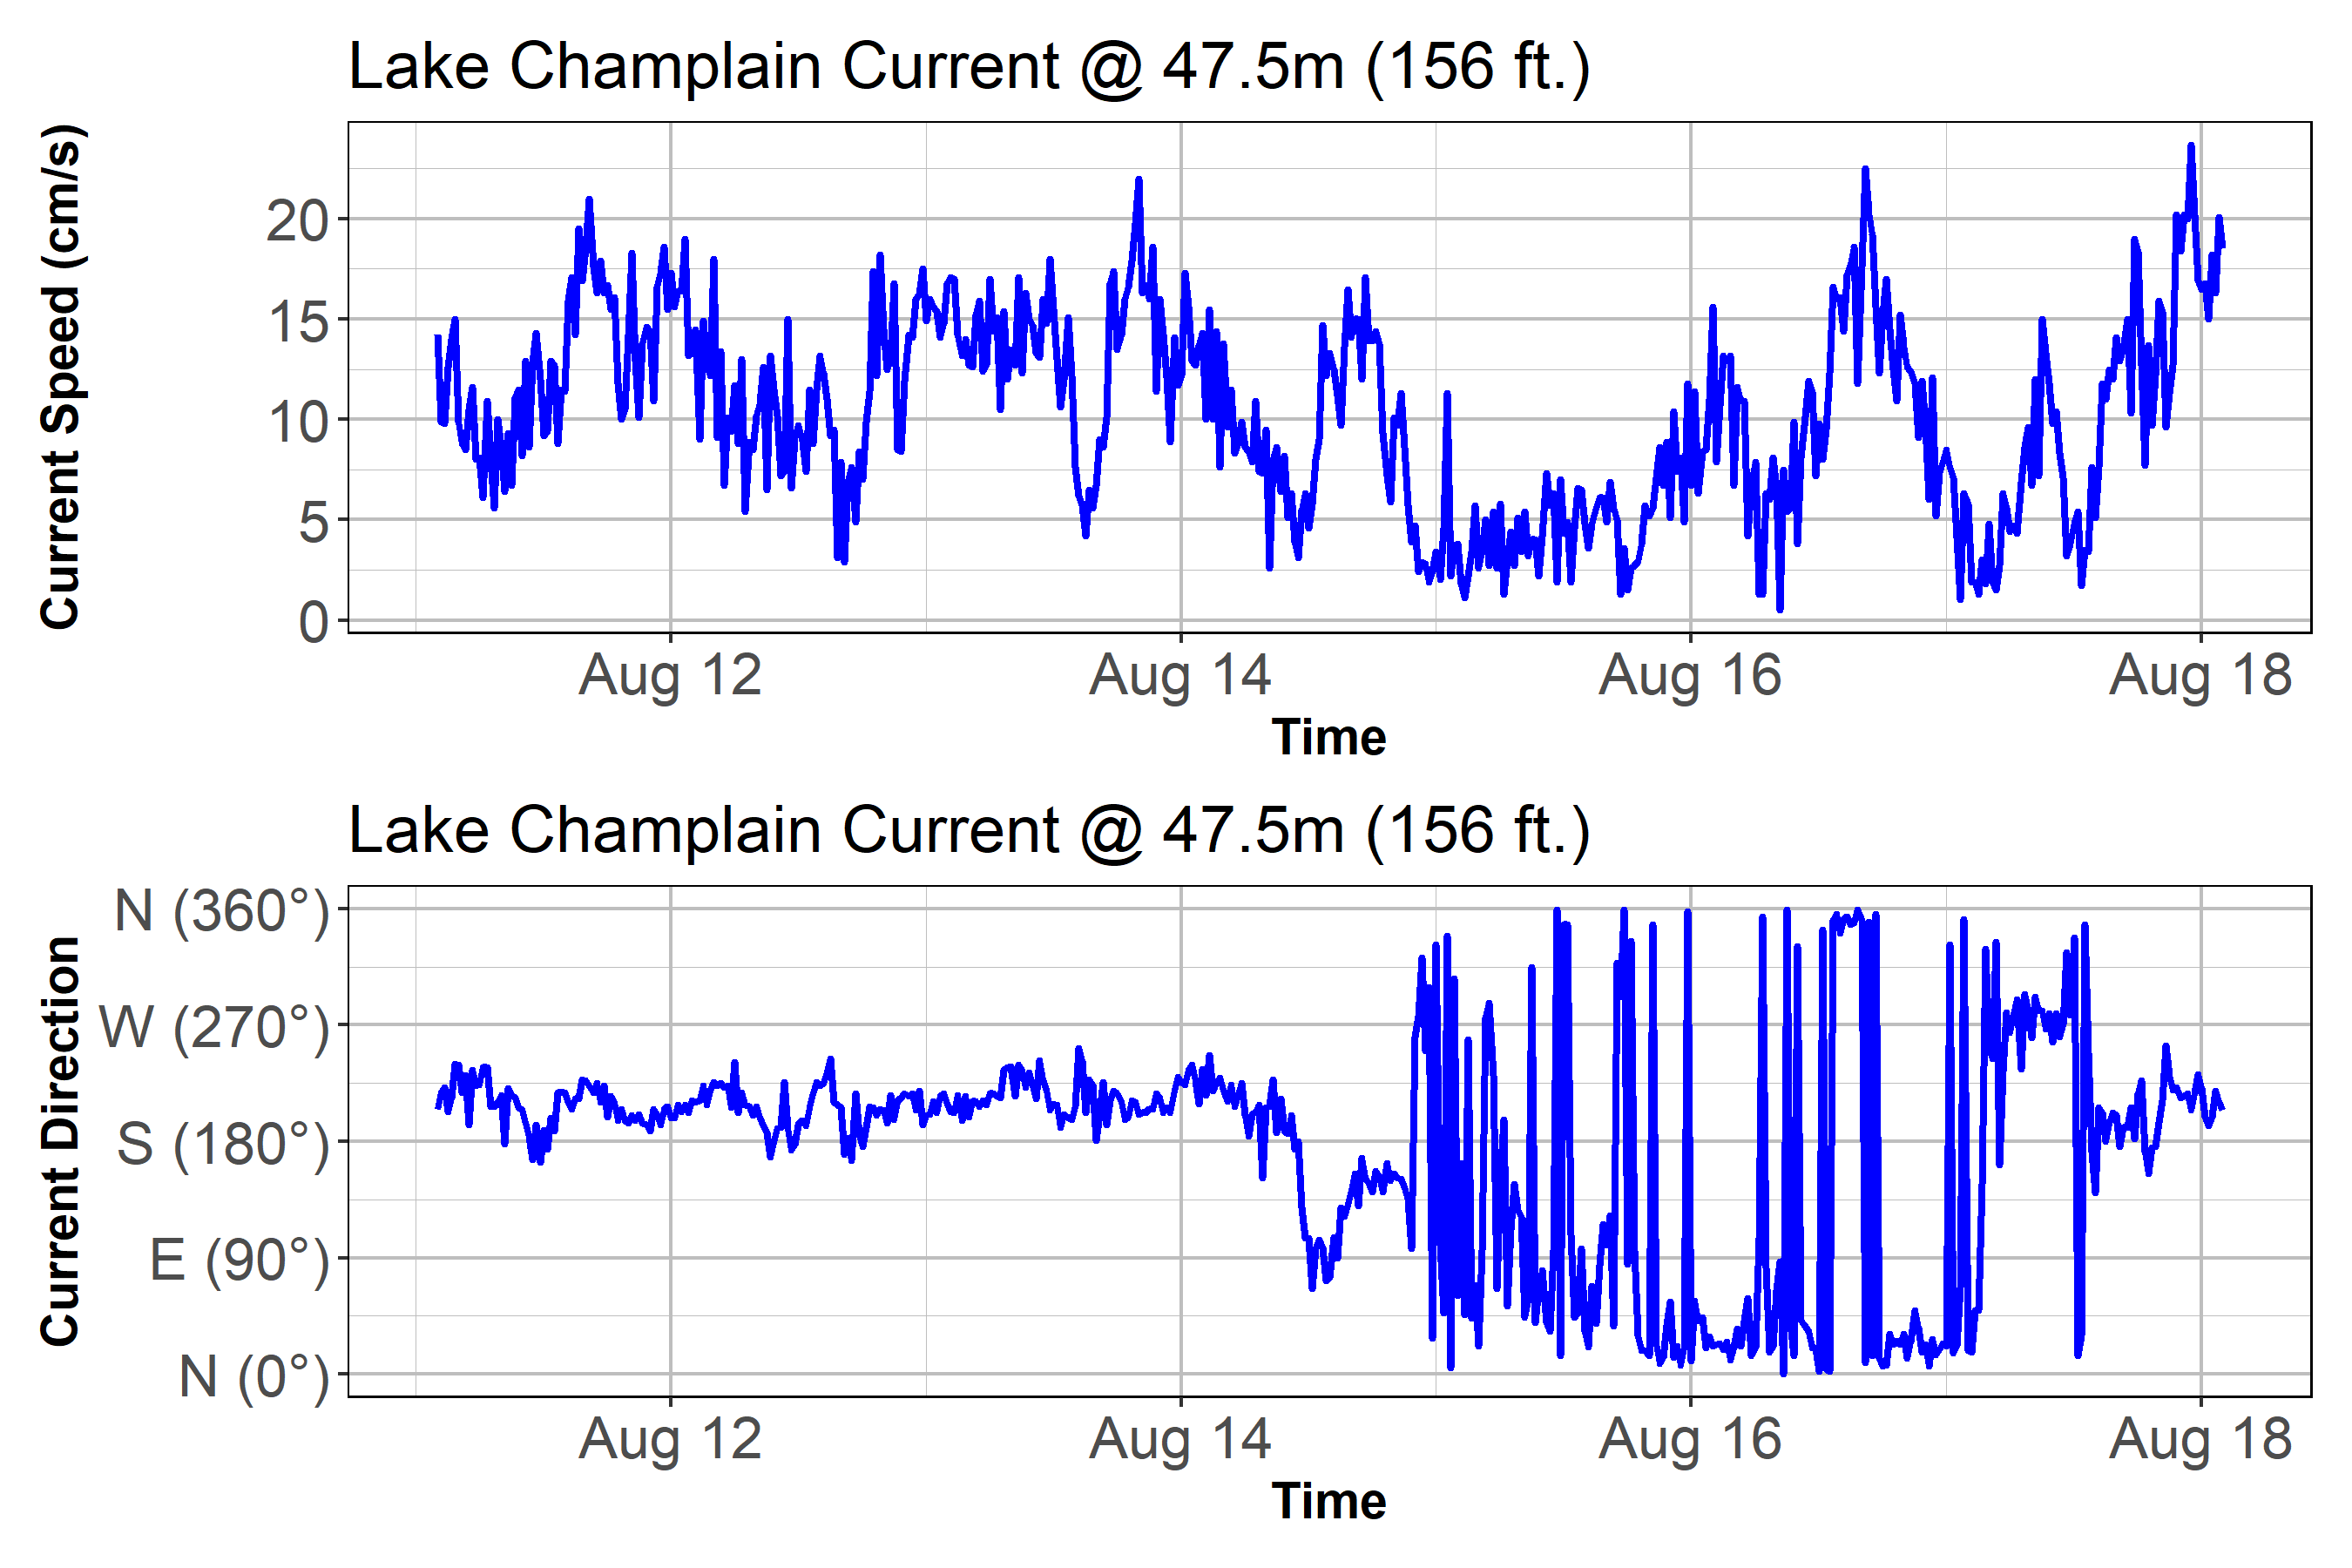 Lake Champlain Current @ 47.5m (156 ft.)
Current Speed (cm/s)
20
15
10
5
0
Aug 12
Aug 14
Aug 16
Aug 18
Time
Lake Champlain Current @ 47.5m (156 ft.)
Current Direction
N (360°)
W (270°)
S (180°)
E (90°)
N (0°)
Aug 12
Aug 14
Aug 16
Aug 18
Time